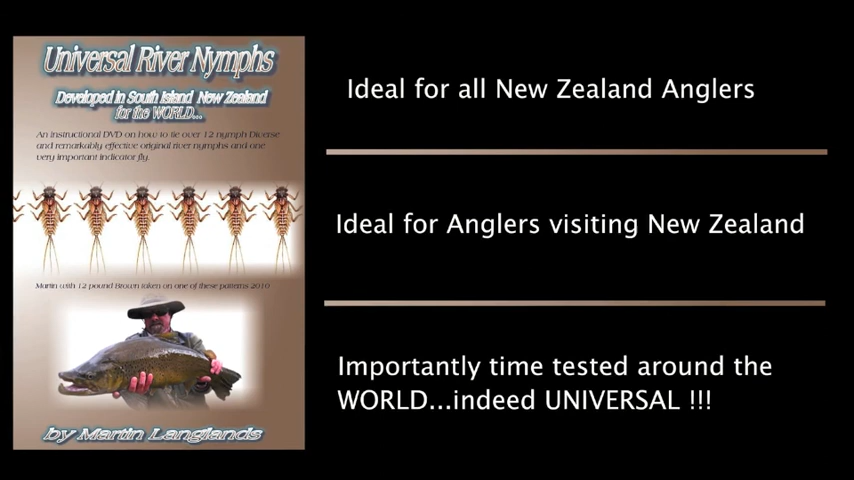 Universal River Nymphs
Developed in South Island New Zealand
for the WORLD...
An instructional DVD on how to tie over 12 nymph Diverse
and remarkably effective original river nymphs and one
very important indicator fly.
Martin with 12 pound Brown taken on one of these patterns 2010
by Martin Langlands
Ideal for all New Zealand Anglers
Ideal for Anglers visiting New Zealand
Importantly time tested around the
WORLD...indeed UNIVERSAL !!!